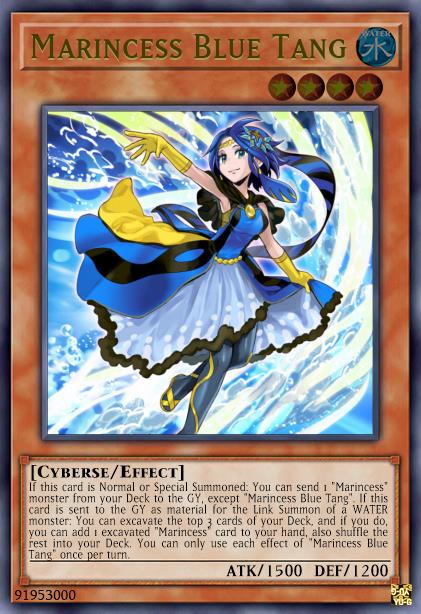 MARINCESS BLUE TANG
WATER
水
[CYBERSE/EFFECT]
If this card is Normal or Special Summoned: You can send 1 "Marincess"
monster from your Deck to the GY, except "Marincess Blue Tang". If this
card is sent to the GY as material for the Link Summon of a WATER
monster: You can excavate the top 3 cards of your Deck, and if you do,
you can add 1 excavated "Marincess" card to your hand, also shuffle the
rest into your Deck. You can only use each effect of "Marincess Blue
Tang" once per turn.
ATK/1500 DEF/1200
91953000